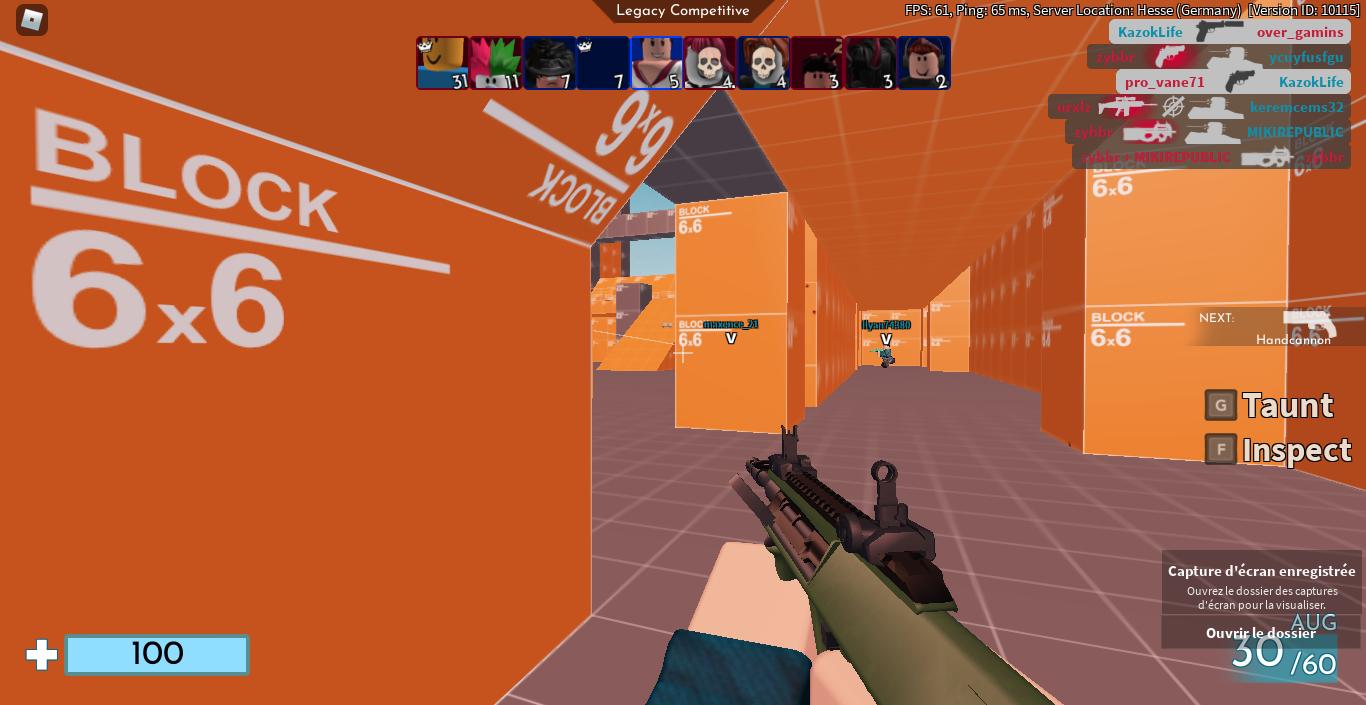 Legacy Competitive
FPS: 61, Ping: 65 ms, Server Location: Hesse (Germany) [Version ID: 10115]
31 11 7 7 5 4 4 3 3 2
KazokLife over_gamins
zybbr ycuyfusfgu
pro_vane71 KazokLife
urxlz keremcems32
zybbr MIKIREPUBLIC
zybbr + MIKIREPUBLIC zybbr
BLOCK
6x6
BLOCK
6x6
BLOCK
6x6
BLOCK
6x6
BLOCK
6x6
BLOCK
6x6
maxence_21
V
V
NEXT:
Handcannon
G Taunt
F Inspect
Capture d'écran enregistrée
Ouvrez le dossier des captures
d'écran pour la visualiser.
Ouvrir le dossier
AUG
30 /60
100